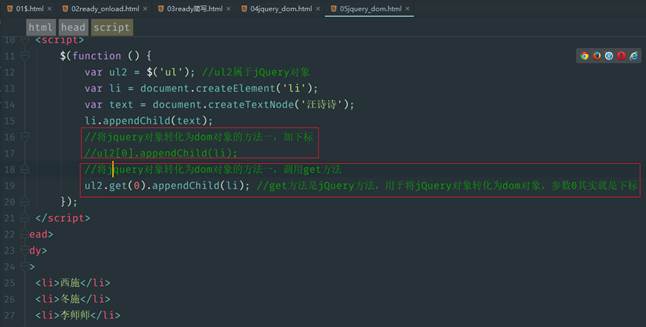 01$.html 02ready_onload.html 03ready简写.html 04jquery_dom.html 05jquery_dom.html
html head script
10 <script>
11 $(function () {
12 var ul2 = $('ul'); //ul2属于jQuery对象
13 var li = document.createElement('li');
14 var text = document.createTextNode('汪诗诗');
15 li.appendChild(text);
16 //将jquery对象转化为dom对象的方法一，加下标
17 //ul2[0].appendChild(li);
18 //将jquery对象转化为dom对象的方法一，调用get方法
19 ul2.get(0).appendChild(li); //get方法是jQuery方法，用于将jQuery对象转化为dom对象，参数0其实就是下标
20 });
21 </script>
22 ead>
23 dy>
24 >
25 <li>西施</li>
26 <li>冬施</li>
27 <li>李师师</li>